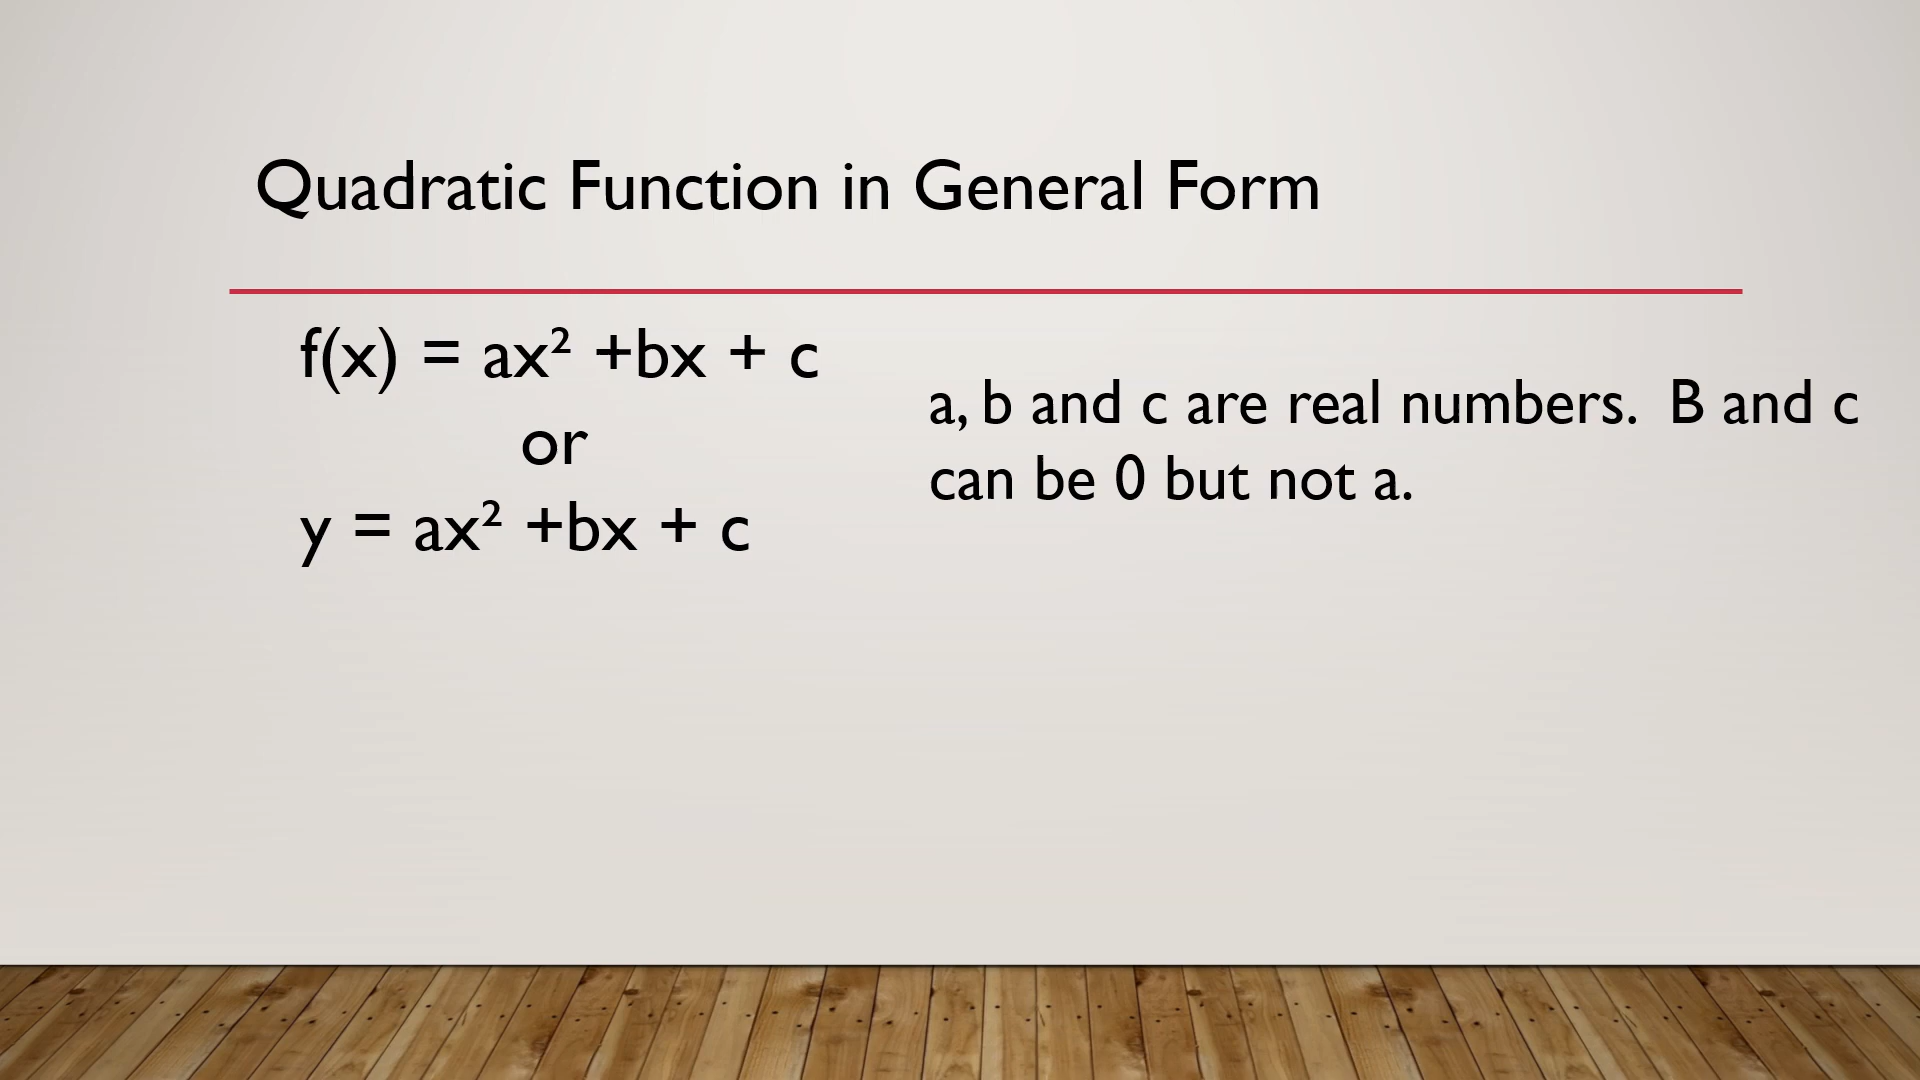 Quadratic Function in General Form
f(x) = ax² +bx + c
or
y = ax² +bx + c
a, b and c are real numbers.  B and c
can be 0 but not a.